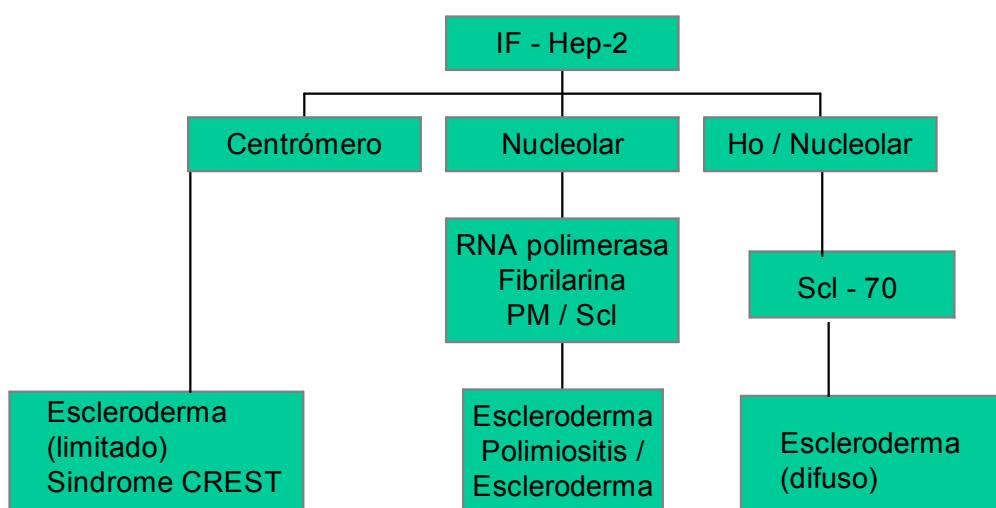 IF - Hep-2
Centrómero
Nucleolar
Ho / Nucleolar
RNA polimerasa
Fibrilarina
PM / Scl
Scl - 70
Escleroderma
(limitado)
Sindrome CREST
Escleroderma
Polimiositis /
Escleroderma
Escleroderma
(difuso)